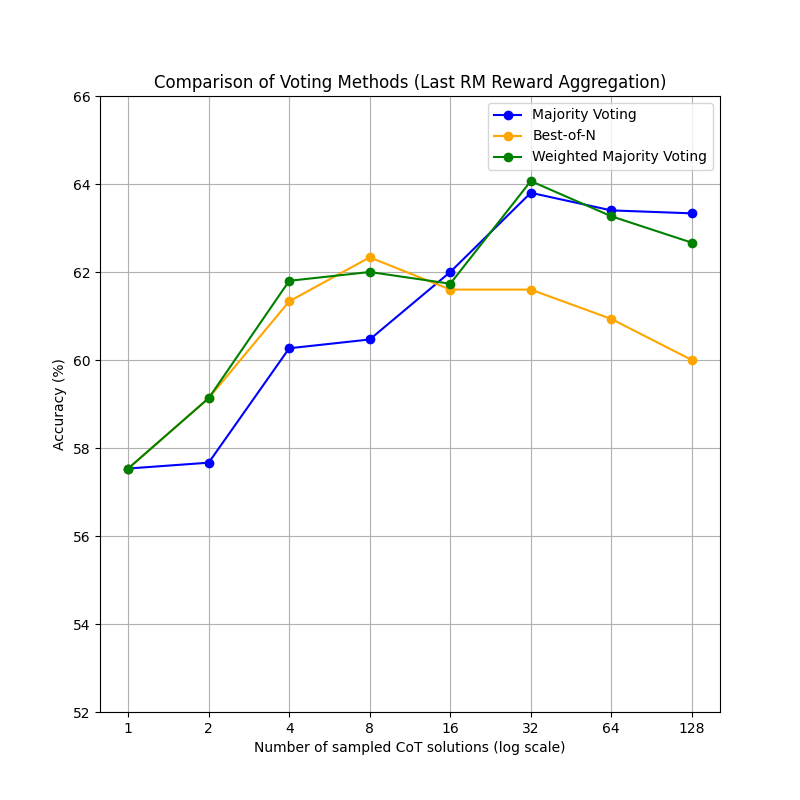 Comparison of Voting Methods (Last RM Reward Aggregation)
Majority Voting
Best-of-N
Weighted Majority Voting
Accuracy (%)
66
64
62
60
58
56
54
52
1 2 4 8 16 32 64 128
Number of sampled CoT solutions (log scale)